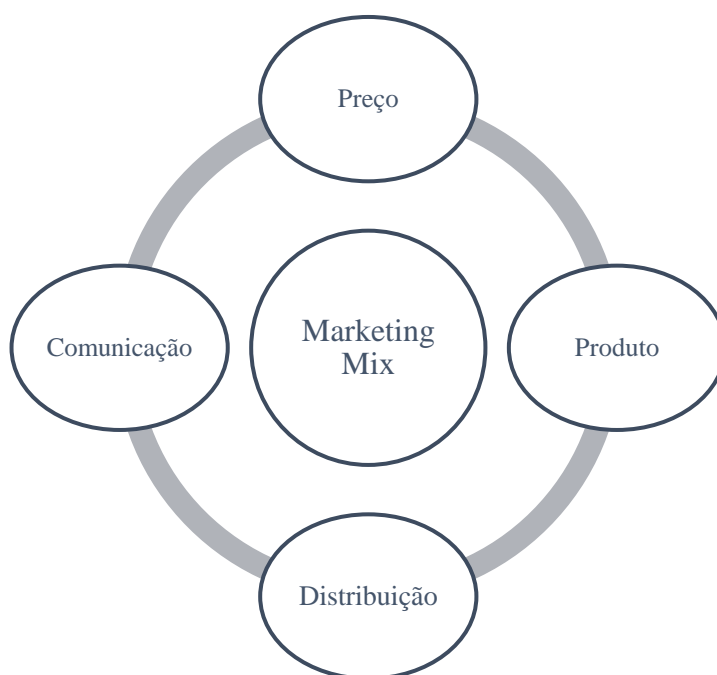 Preço
Comunicação
Marketing
Mix
Produto
Distribuição